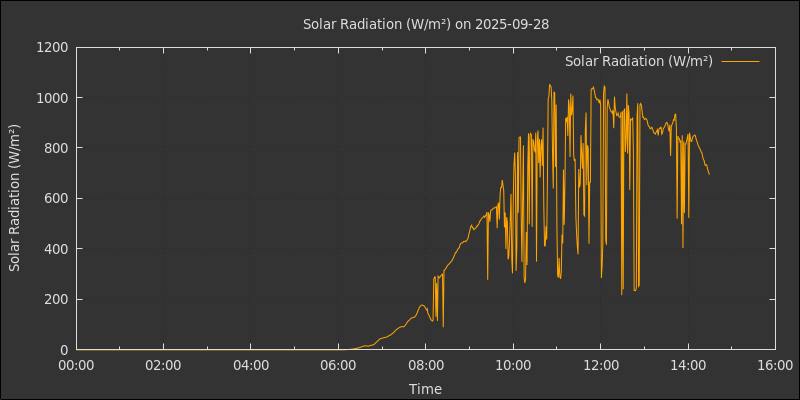 Solar Radiation (W/m²) on 2025-09-28
Solar Radiation (W/m²)
Solar Radiation (W/m²)
1200
1000
800
600
400
200
0
00:00 02:00 04:00 06:00 08:00 10:00 12:00 14:00 16:00
Time